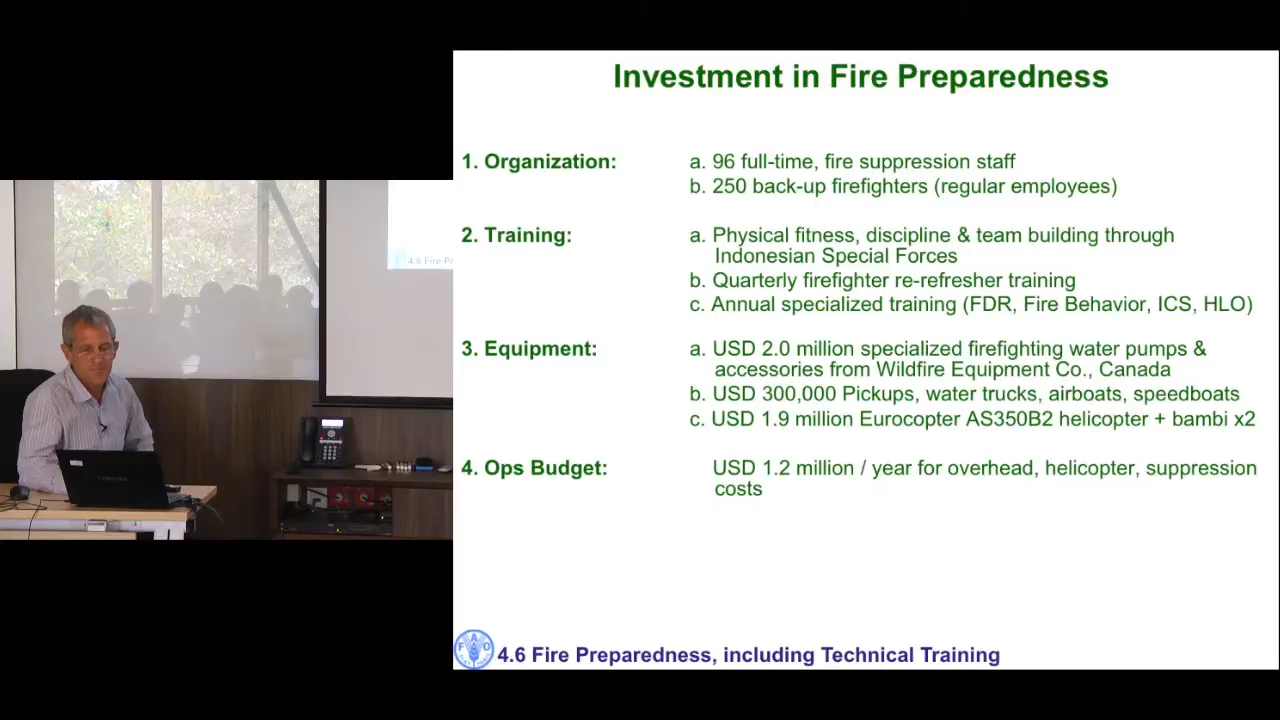 Investment in Fire Preparedness
1. Organization:
a. 96 full-time, fire suppression staff
b. 250 back-up firefighters (regular employees)
2. Training:
a. Physical fitness, discipline & team building through
Indonesian Special Forces
b. Quarterly firefighter re-refresher training
c. Annual specialized training (FDR, Fire Behavior, ICS, HLO)
3. Equipment:
a. USD 2.0 million specialized firefighting water pumps &
accessories from Wildfire Equipment Co., Canada
b. USD 300,000 Pickups, water trucks, airboats, speedboats
c. USD 1.9 million Eurocopter AS350B2 helicopter + bambi x2
4. Ops Budget:
USD 1.2 million / year for overhead, helicopter, suppression
costs
4.6 Fire Pr
FAO
4.6 Fire Preparedness, including Technical Training